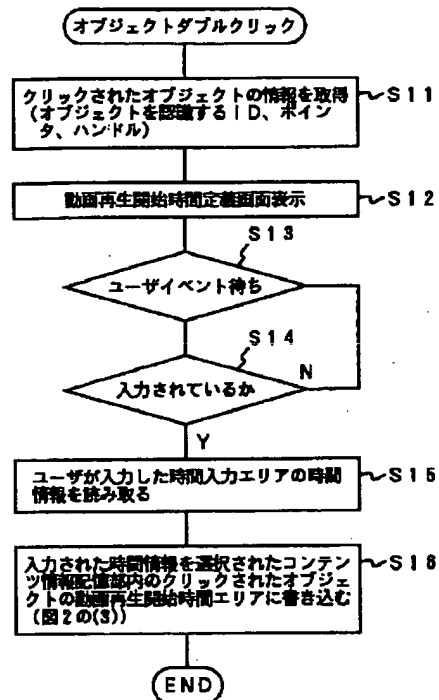 オブジェクトダブルクリック
クリックされたオブジェクトの情報を取得
(オブジェクトを認識するID、ポイン
タ、ハンドル)
S11
動画再生開始時間定義画面表示
S12
S13
ユーザイベント待ち
S14
入力されているか
N
Y
ユーザが入力した時間入力エリアの時間
情報を読み取る
S15
入力された時間情報を選択されたコンテン
ツ情報記憶部内のクリックされたオブジェ
クトの動画再生開始時間エリアに書き込む
(図2の(3))
S16
END